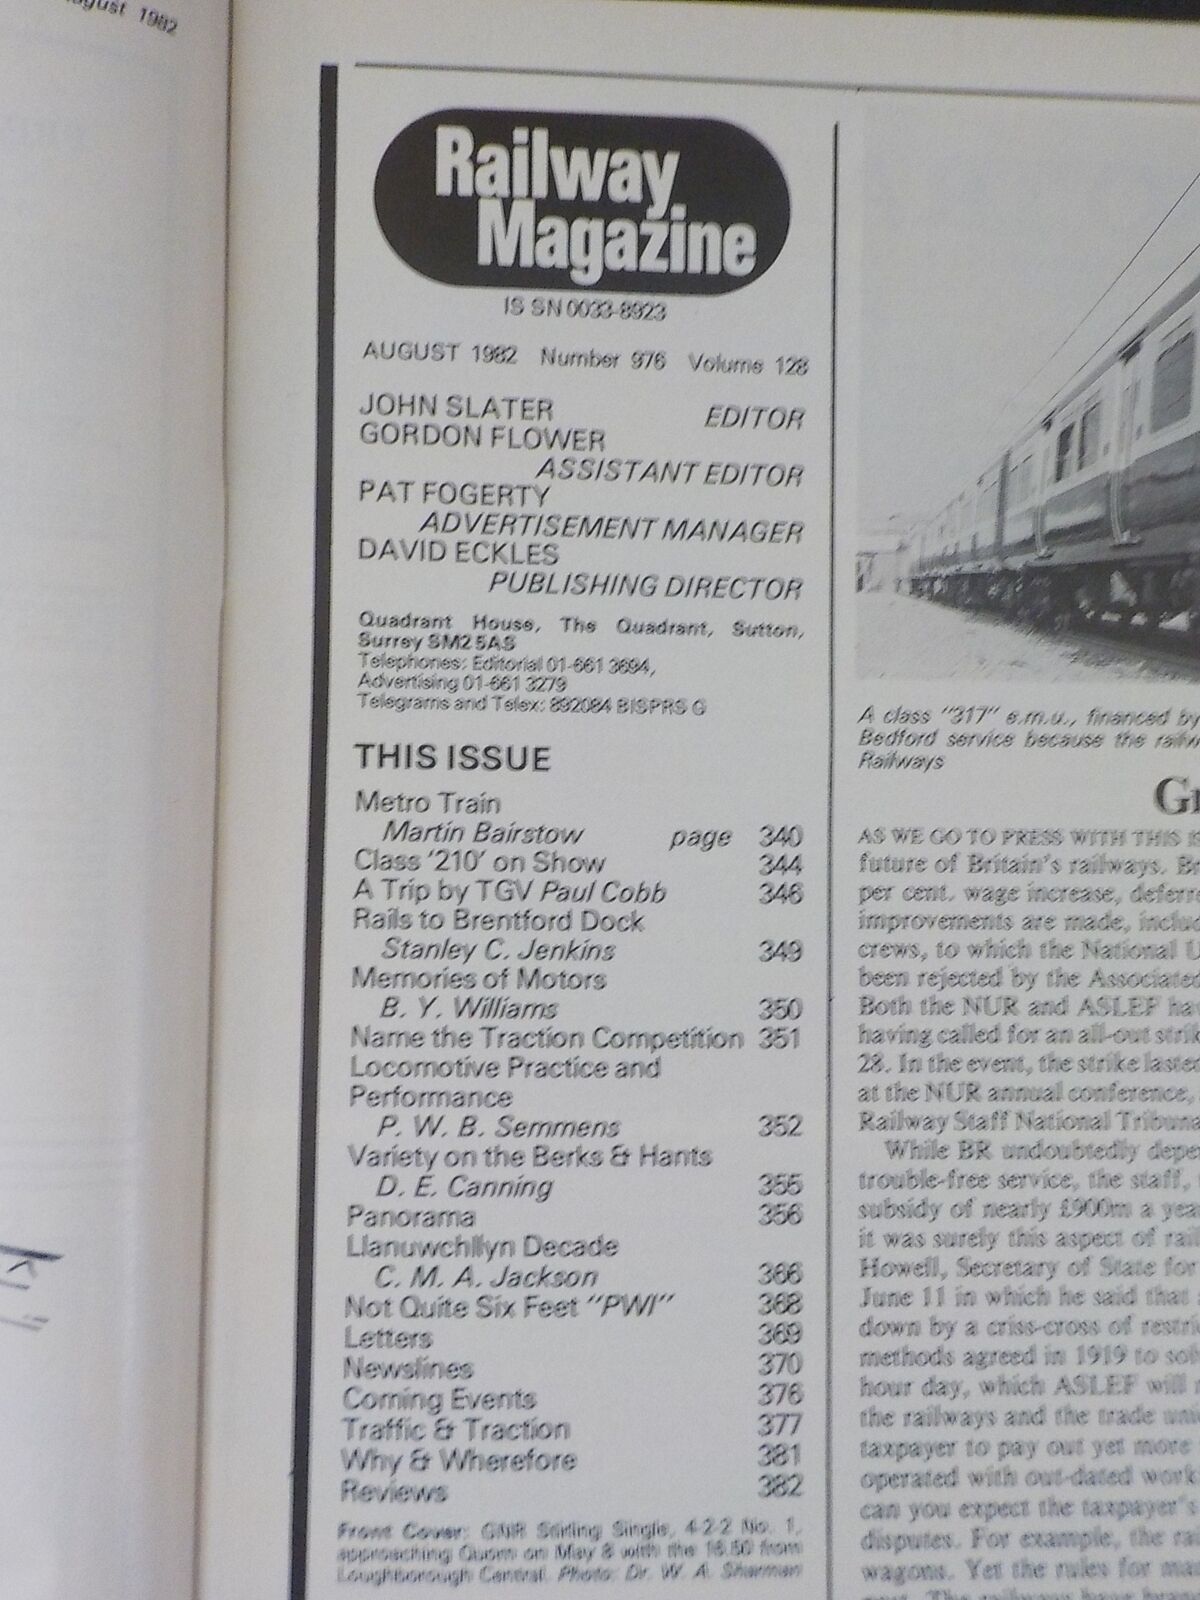 August 1982
Railway
Magazine
IS SN 0033-8923
AUGUST 1982 Number 976 Volume 128
JOHN SLATER EDITOR
GORDON FLOWER
ASSISTANT EDITOR
PAT FOGERTY
ADVERTISEMENT MANAGER
DAVID ECKLES
PUBLISHING DIRECTOR
Quadrant House, The Quadrant, Sutton,
Surrey SM2 5AS
Telephones: Editorial 01-661 3694,
Advertising 01-661 3279
Telegrams and Telex: 892084 BISPRS G
THIS ISSUE
Metro Train
Martin Bairstow page 340
Class '210' on Show 344
A Trip by TGV Paul Cobb 346
Rails to Brentford Dock
Stanley C. Jenkins 349
Memories of Motors
B. Y. Williams 350
Name the Traction Competition 351
Locomotive Practice and
Performance
P. W. B. Semmens 352
Variety on the Berks & Hants
D. E. Canning 355
Panorama 356
Llanuwchllyn Decade
C. M. A. Jackson 366
Not Quite Six Feet "PWI" 368
Letters 369
Newslines 370
Coming Events 376
Traffic & Traction 377
Why & Wherefore 381
Reviews 382
Front Cover: GNR Stirling Single, 4-2-2 No. 1,
approaching Quorn on May 8 with the 16.50 from
Loughborough Central. Photo: Dr. W. A. Sharman
A class "317" e.m.u., financed by
Bedford service because the railw
Railways
G
AS WE GO TO PRESS WITH THIS IS
future of Britain's railways. Br
per cent. wage increase, deferre
improvements are made, includ
crews, to which the National U
been rejected by the Associated
Both the NUR and ASLEF hav
having called for an all-out strik
28. In the event, the strike lasted
at the NUR annual conference,
Railway Staff National Tribuna
While BR undoubtedly depe
trouble-free service, the staff,
subsidy of nearly £900m a yea
it was surely this aspect of rail
Howell, Secretary of State for
June 11 in which he said that
down by a criss-cross of restric
methods agreed in 1919 to solv
hour day, which ASLEF will n
the railways and the trade unio
taxpayer to pay out yet more
operated with out-dated work
can you expect the taxpayer's
disputes. For example, the ra
wagons. Yet the rules for ma